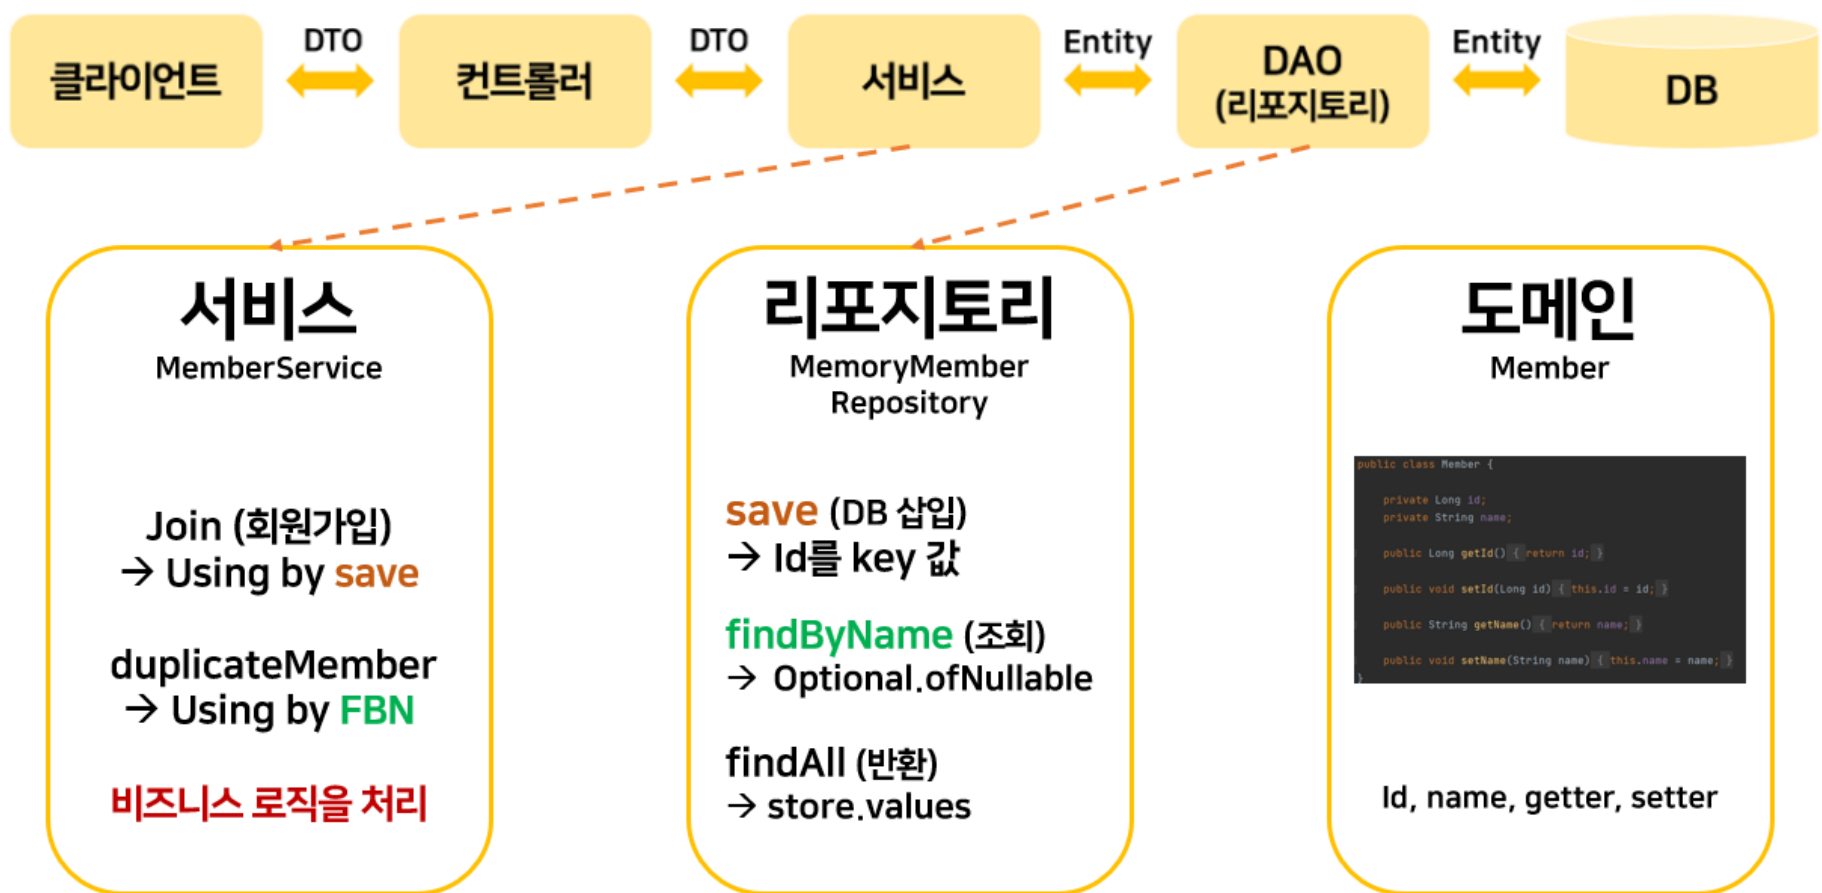 클라이언트
DTO
컨트롤러
DTO
서비스
Entity
DAO
(리포지토리)
Entity
DB
서비스
MemberService
Join (회원가입)
→ Using by save
duplicateMember
→ Using by FBN
비즈니스 로직을 처리
리포지토리
MemoryMember
Repository
save (DB 삽입)
→ Id를 key 값
findByName (조회)
→ Optional.ofNullable
findAll (반환)
→ store.values
도메인
Member
public class Member {
private Long id;
private String name;
public Long getId() { return id; }
public void setId(Long id) { this.id = id; }
public String getName() { return name; }
public void setName(String name) { this.name = name; }
}
Id, name, getter, setter